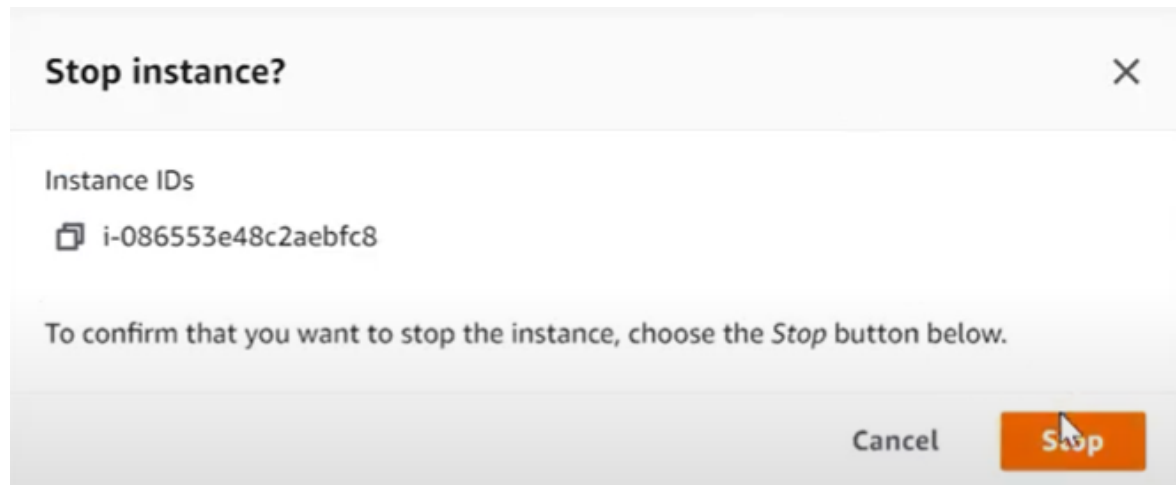 Stop instance?
Instance IDs
i-086553e48c2aebfc8
To confirm that you want to stop the instance, choose the Stop button below.
Cancel Stop